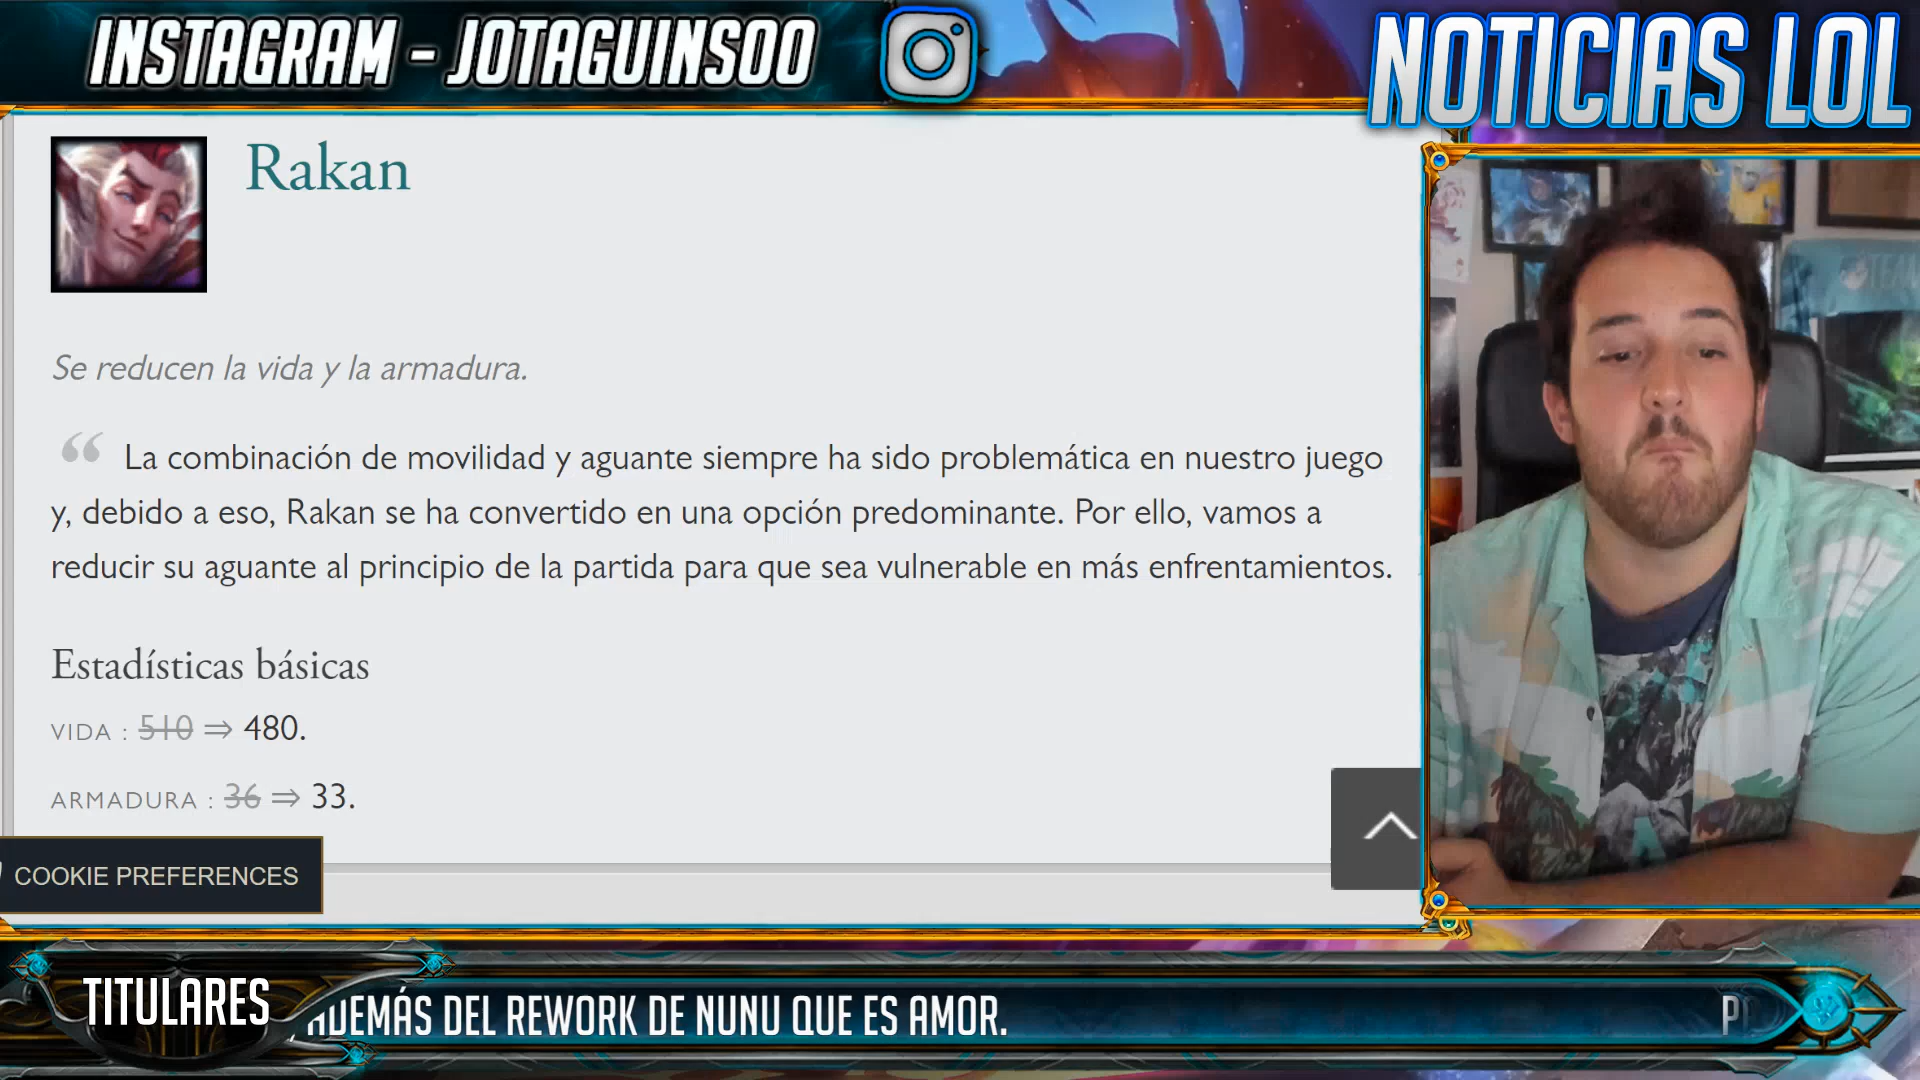 INSTAGRAM - JOTAGUINSOO
NOTICIAS LOL
Rakan
Se reducen la vida y la armadura.
“ La combinación de movilidad y aguante siempre ha sido problemática en nuestro juego
y, debido a eso, Rakan se ha convertido en una opción predominante. Por ello, vamos a
reducir su aguante al principio de la partida para que sea vulnerable en más enfrentamientos.
Estadísticas básicas
VIDA : 510 ⇒ 480.
ARMADURA : 36 ⇒ 33.
COOKIE PREFERENCES
TEAM
TITULARES
ADEMÁS DEL REWORK DE NUNU QUE ES AMOR.